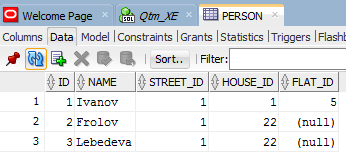 Welcome Page Qtm_XE PERSON
Columns Data Model Constraints Grants Statistics Triggers Flashb
Sort.. Filter:
ID NAME STREET_ID HOUSE_ID FLAT_ID
1 1 Ivanov 1 1 5
2 2 Frolov 1 22 (null)
3 3 Lebedeva 1 22 (null)